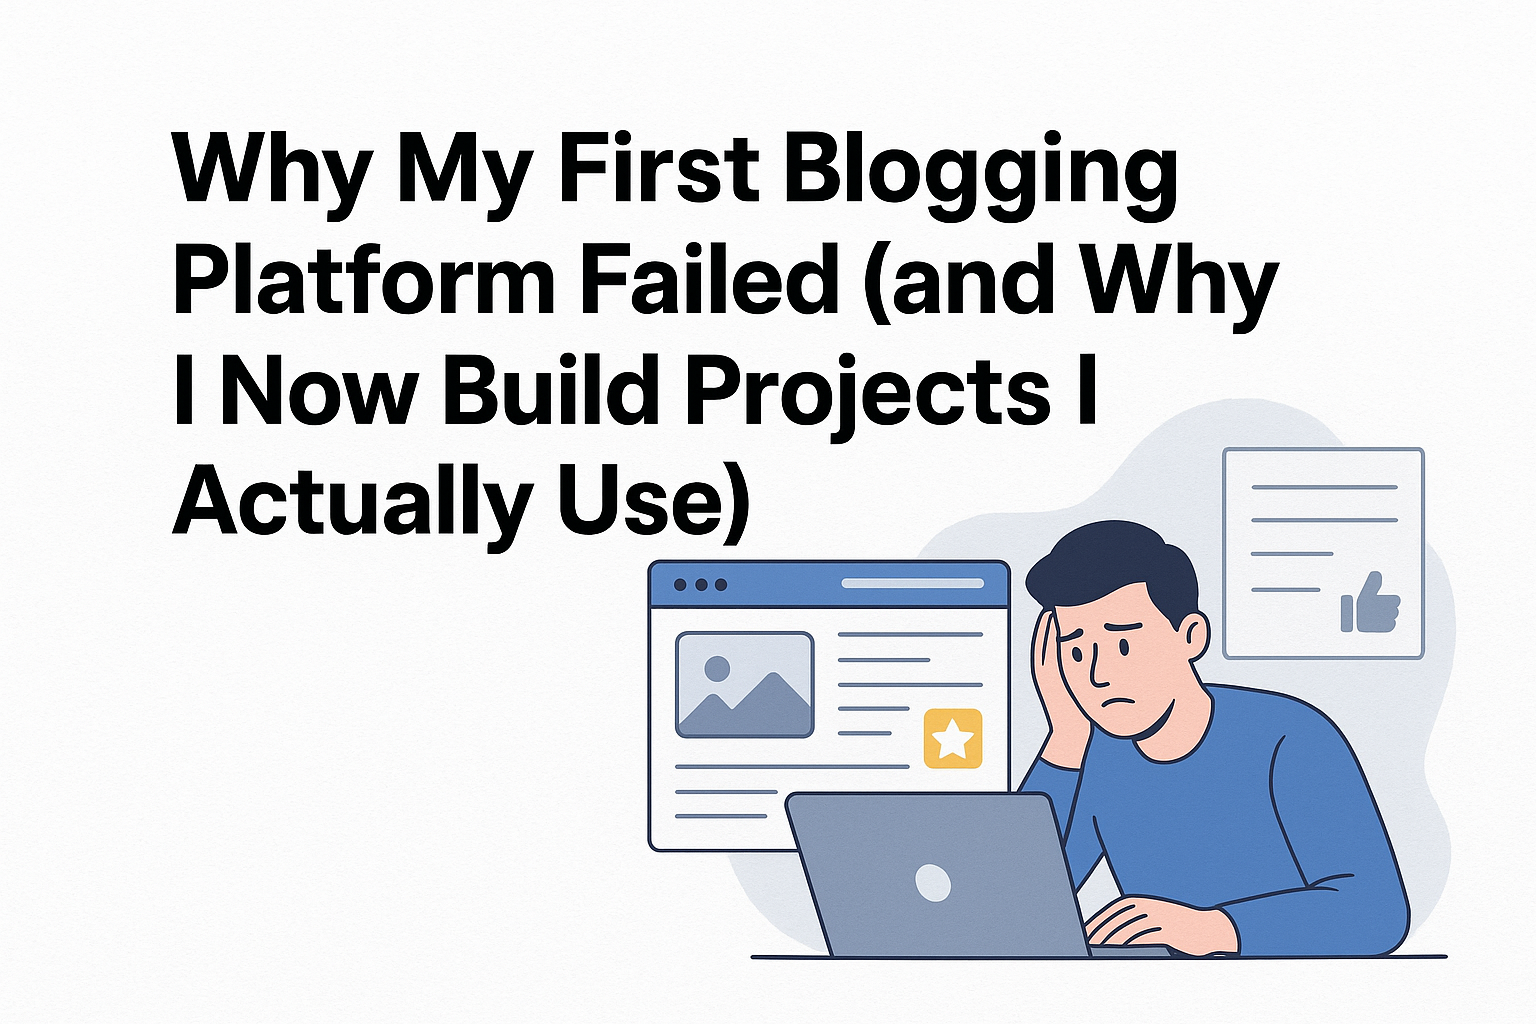 Why My First Blogging
Platform Failed (and Why
I Now Build Projects I
Actually Use)